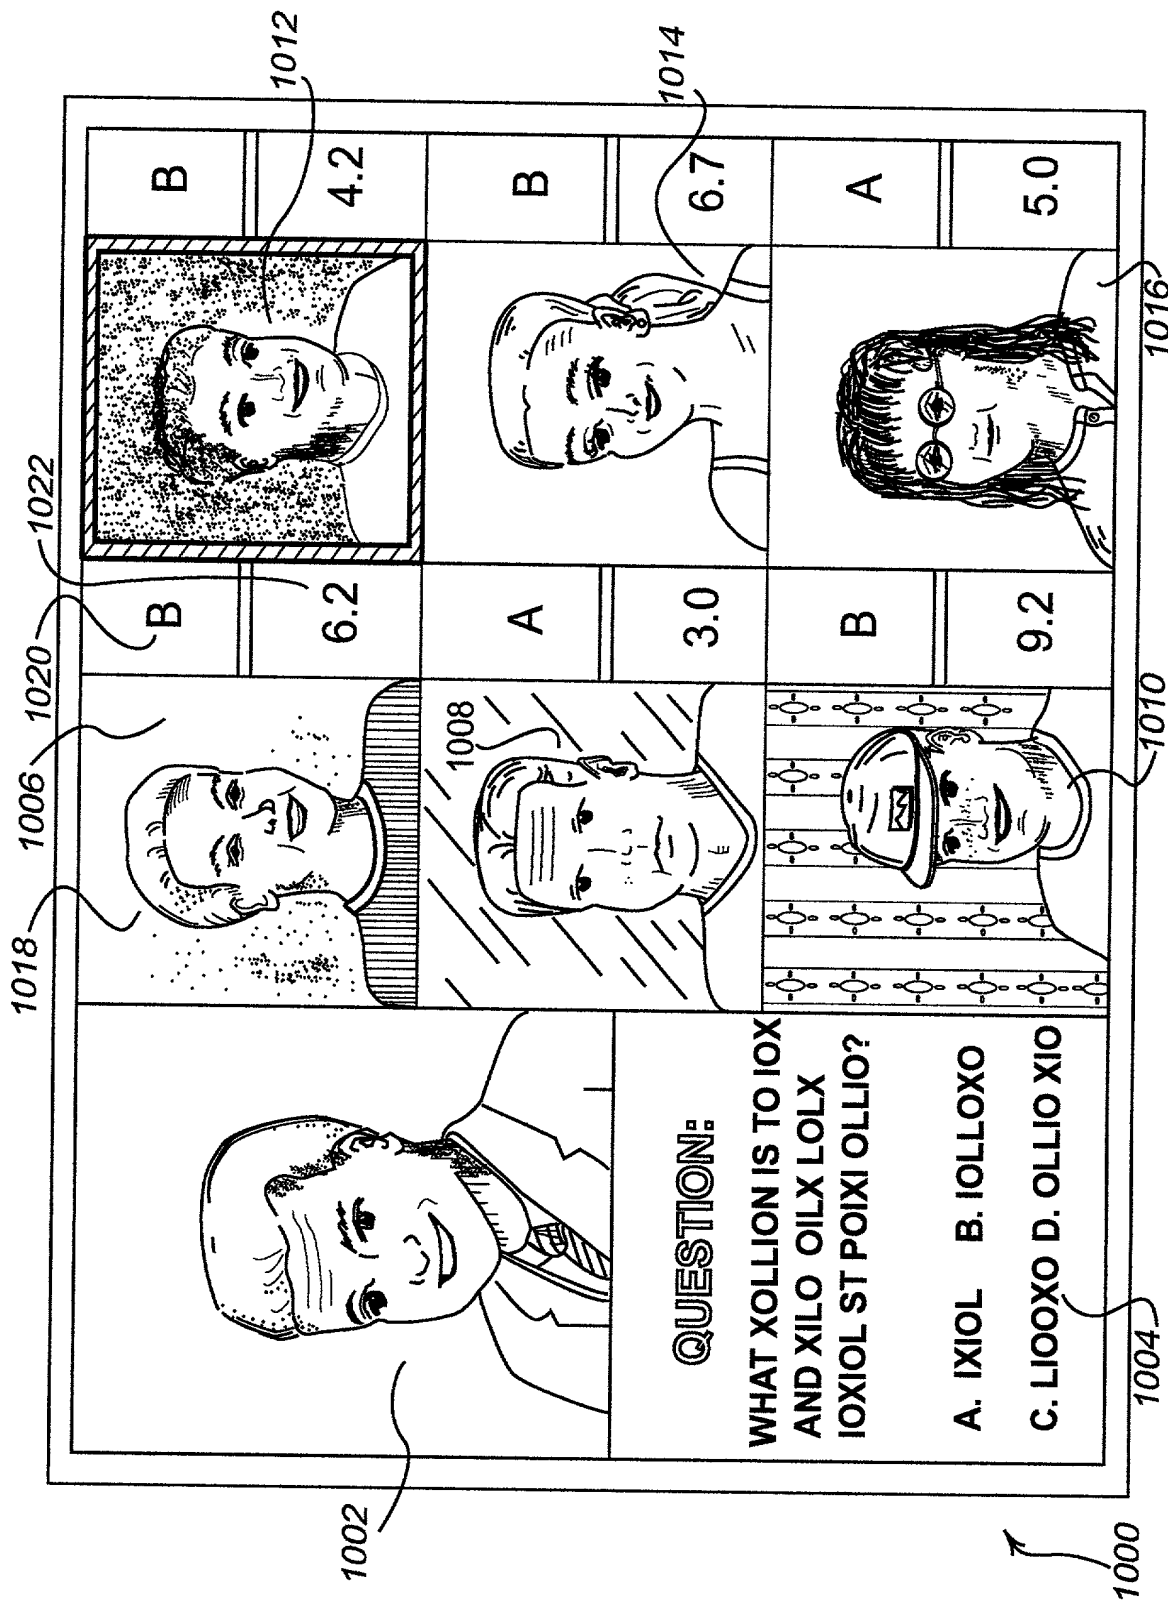 1018
1006
1020
1022
1012
B
B
6.2
4.2
1002
1008
A
B
1014
3.0
6.7
QUESTION:
WHAT XOLLION IS TO IOX
AND XILO OILX LOLX
IOXIOL ST POIXI OLLIO?
A. IXIOL B. IOLLOXO
C. LIOOXO D. OLLIO XIO
B
A
9.2
5.0
1000
1004
1010
1016